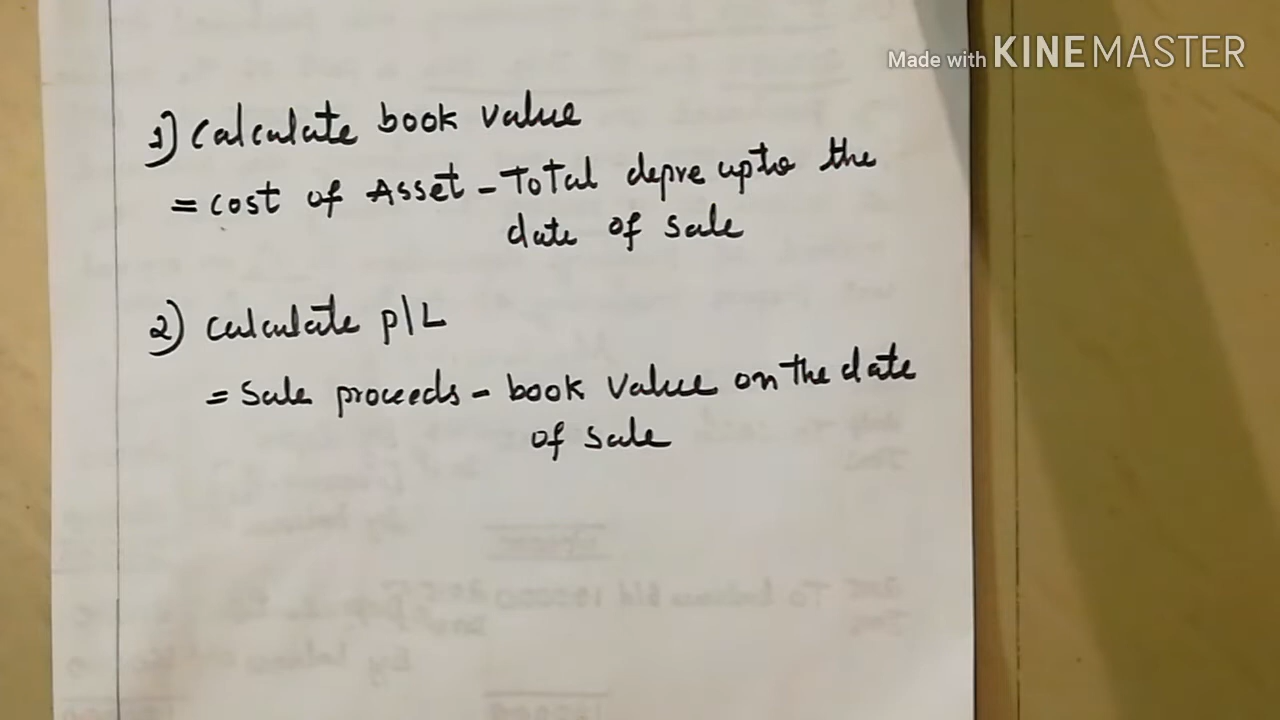 Made with KINEMASTER
1) Calculate book value
= cost of Asset - Total depre upto the
date of sale
2) calculate p/L
= Sale proceeds - book value on the date
of sale